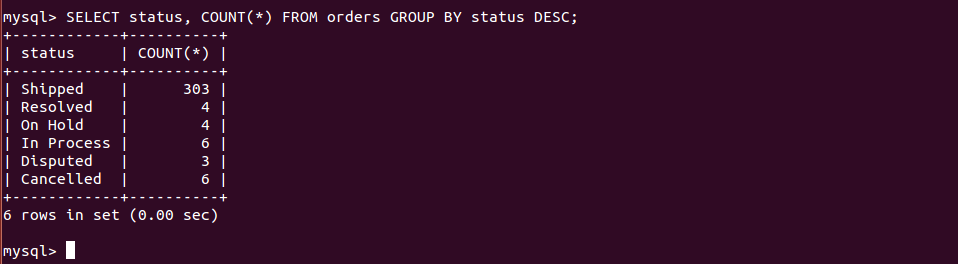 mysql> SELECT status, COUNT(*) FROM orders GROUP BY status DESC;
+------------+----------+
| status     | COUNT(*) |
+------------+----------+
| Shipped    |      303 |
| Resolved   |        4 |
| On Hold    |        4 |
| In Process |        6 |
| Disputed   |        3 |
| Cancelled  |        6 |
+------------+----------+
6 rows in set (0.00 sec)
mysql>